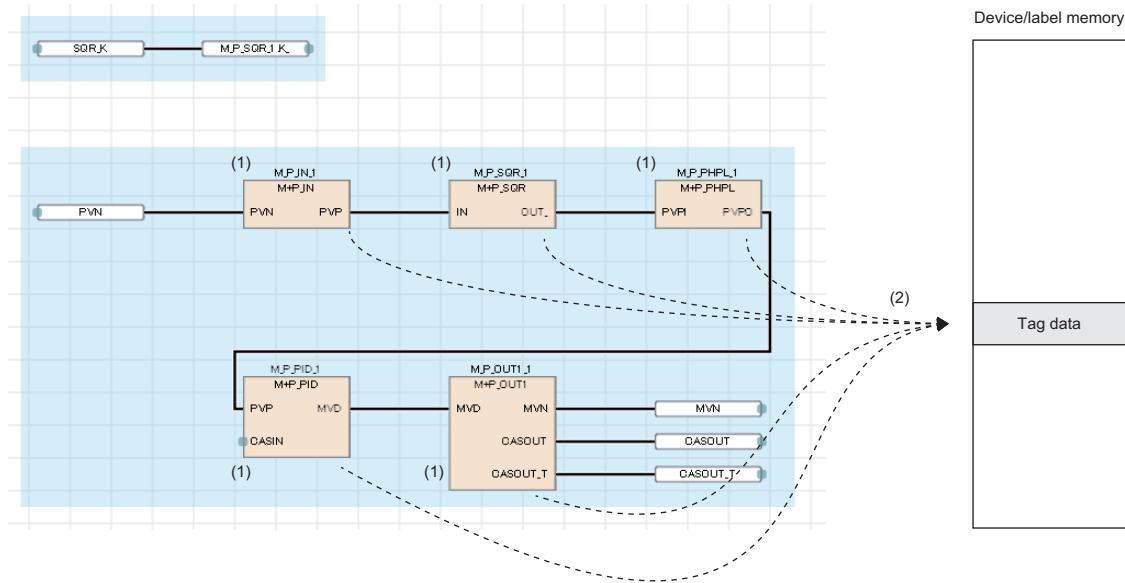 Device/label memory
SQR_K
M_P_SQR_1.K_
(1)
(1)
(1)
M_P_IN_1
M_P_SQR_1
M_P_PHPL_1
M+P_IN
M+P_SQR
M+P_PHPL
PVN
PVN
PVP
IN
OUT_
PVPI
PVPO
(2)
Tag data
M_P_PID_1
M_P_OUT1_1
M+P_PID
M+P_OUT1
PVP
MVD
MVD
MVN
MVN
CASIN
CASOUT
CASOUT
(1)
(1)
CASOUT_T
CASOUT_T